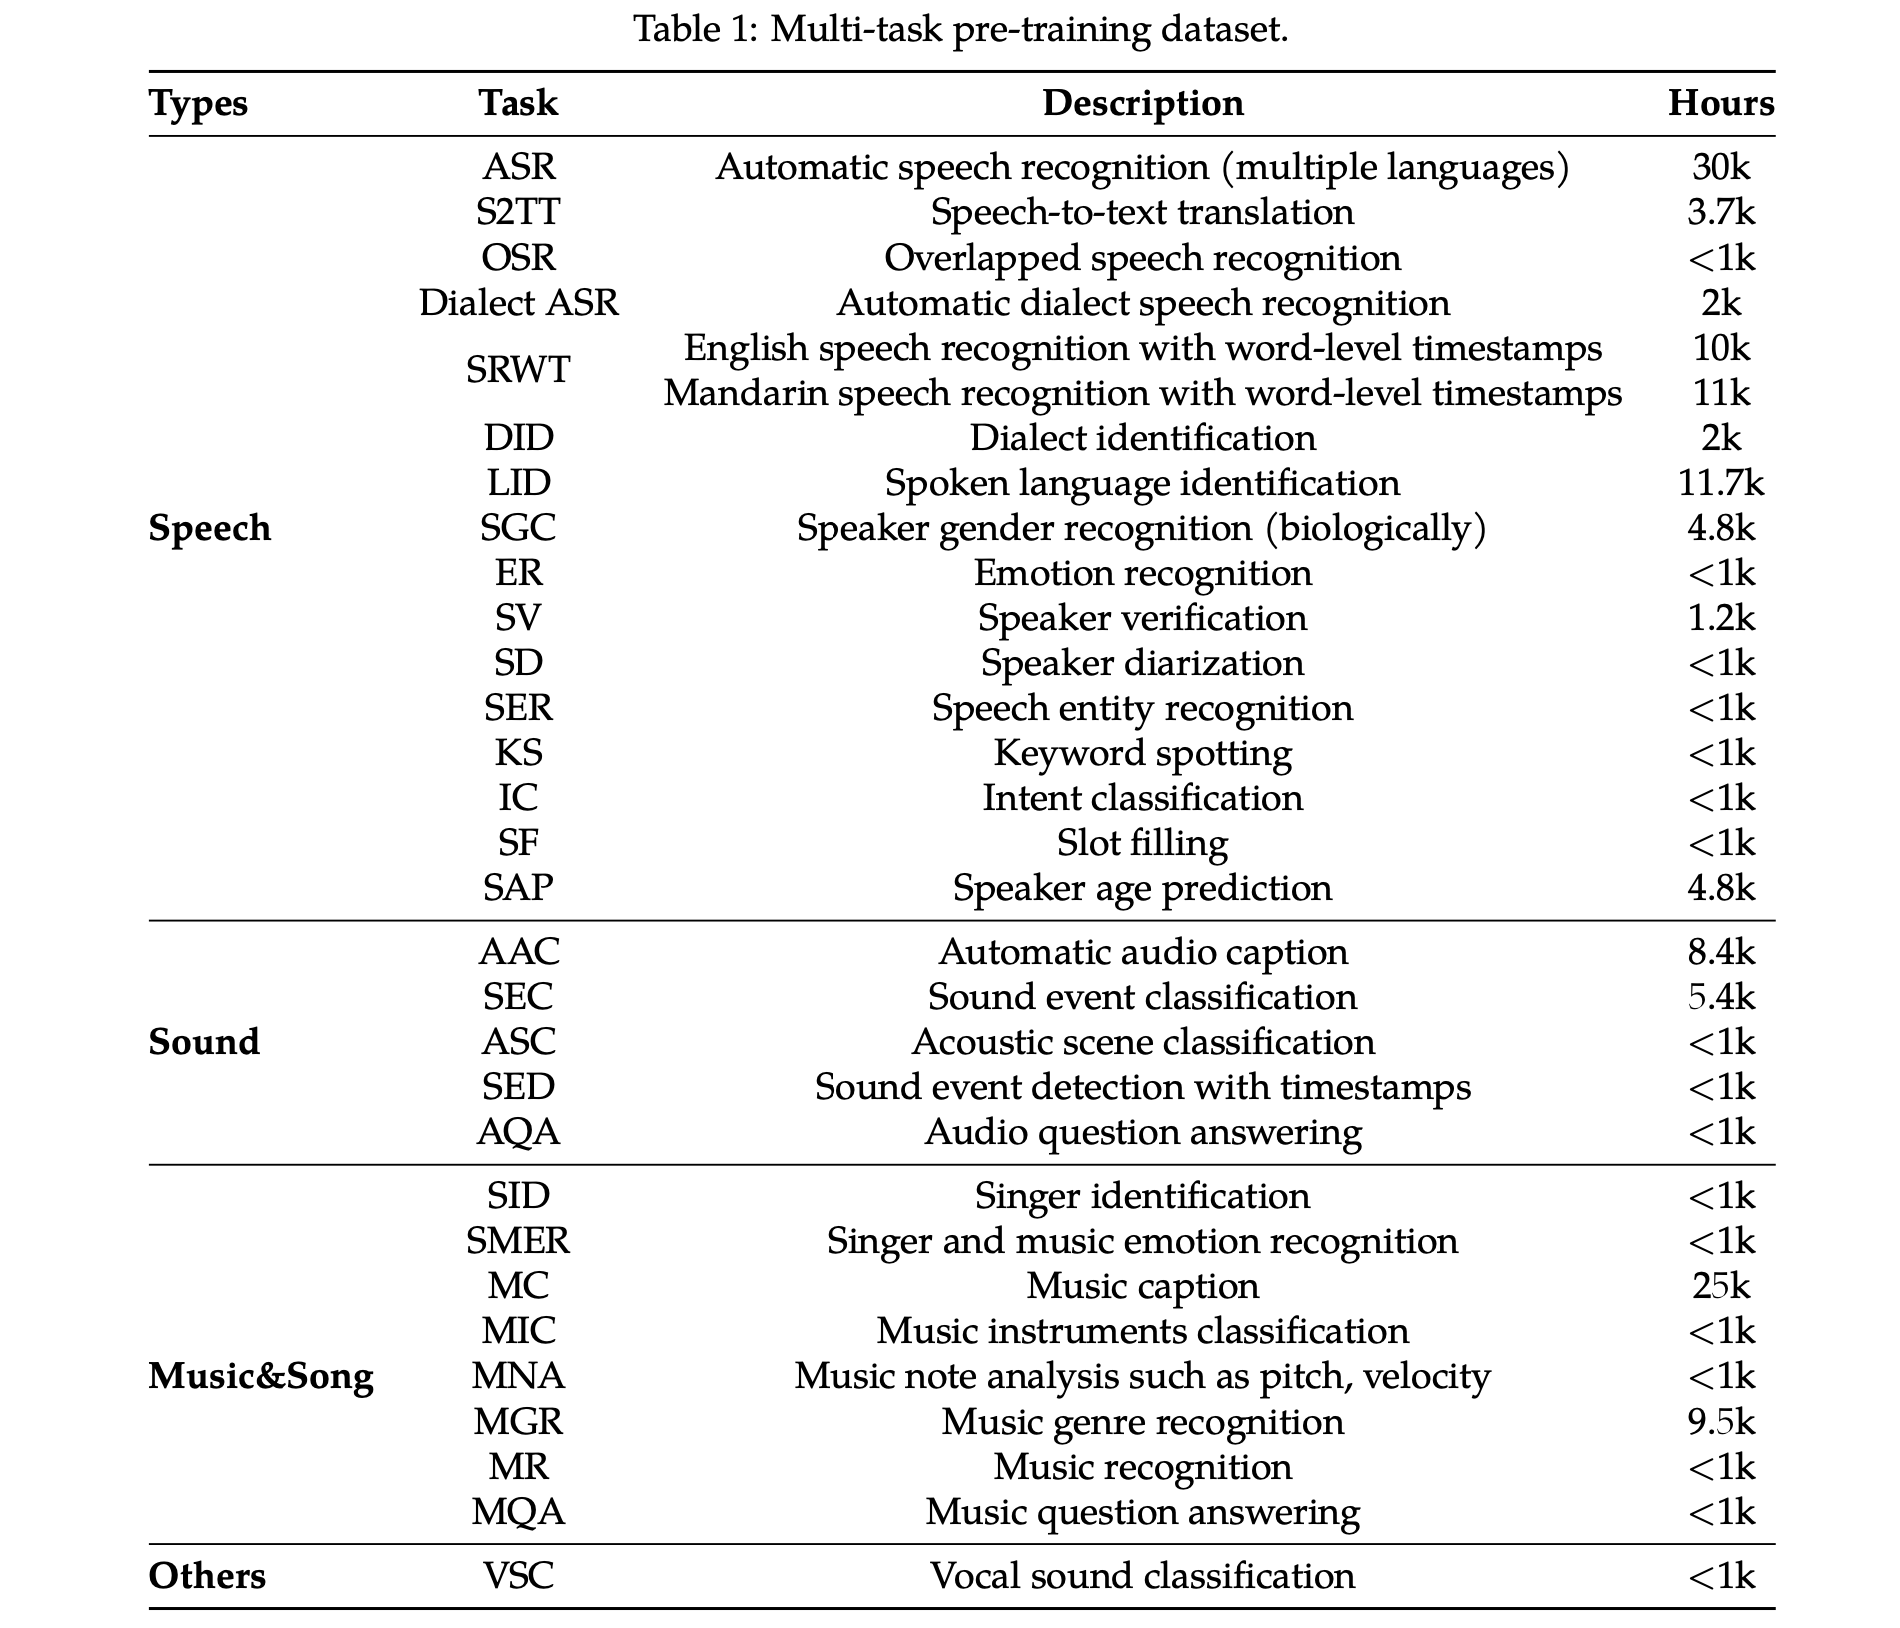 Table 1: Multi-task pre-training dataset.
Types Task Description Hours
ASR Automatic speech recognition (multiple languages) 30k
S2TT Speech-to-text translation 3.7k
OSR Overlapped speech recognition <1k
Dialect ASR Automatic dialect speech recognition 2k
SRWT English speech recognition with word-level timestamps 10k
Mandarin speech recognition with word-level timestamps 11k
DID Dialect identification 2k
LID Spoken language identification 11.7k
Speech SGC Speaker gender recognition (biologically) 4.8k
ER Emotion recognition <1k
SV Speaker verification 1.2k
SD Speaker diarization <1k
SER Speech entity recognition <1k
KS Keyword spotting <1k
IC Intent classification <1k
SF Slot filling <1k
SAP Speaker age prediction 4.8k
AAC Automatic audio caption 8.4k
SEC Sound event classification 5.4k
Sound ASC Acoustic scene classification <1k
SED Sound event detection with timestamps <1k
AQA Audio question answering <1k
SID Singer identification <1k
SMER Singer and music emotion recognition <1k
MC Music caption 25k
MIC Music instruments classification <1k
Music&Song MNA Music note analysis such as pitch, velocity <1k
MGR Music genre recognition 9.5k
MR Music recognition <1k
MQA Music question answering <1k
Others VSC Vocal sound classification <1k